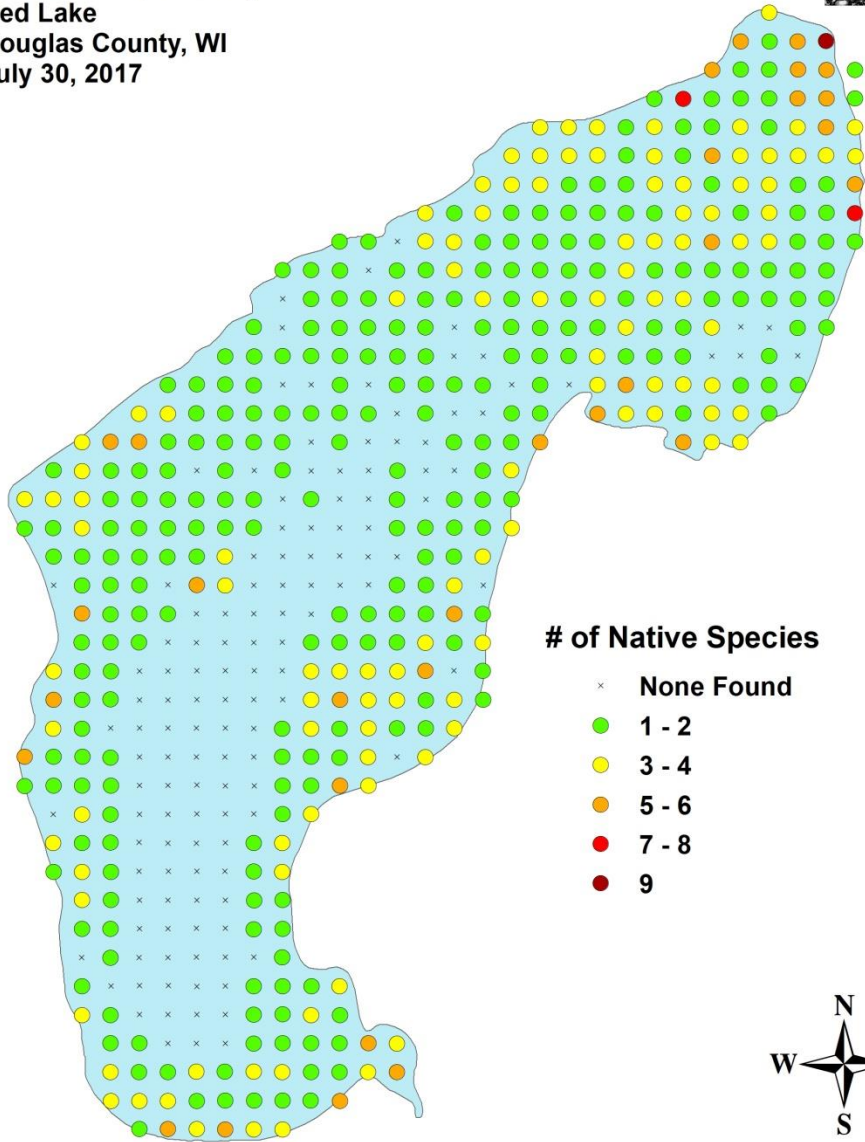 ed Lake
ouglas County, WI
uly 30, 2017
# of Native Species
None Found
1 - 2
3 - 4
5 - 6
7 - 8
9
N
W
S